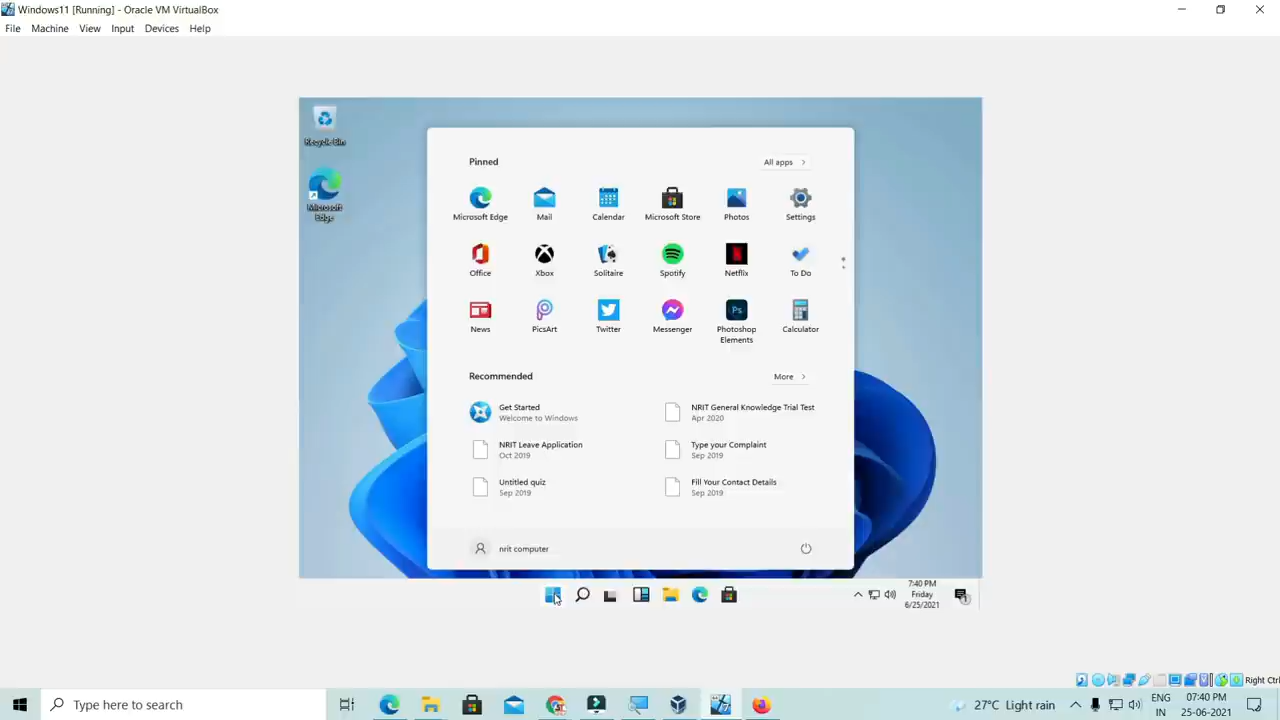 Windows11 [Running] - Oracle VM VirtualBox
File Machine View Input Devices Help
Recycle Bin
Microsoft
Edge
Pinned
All apps
Microsoft Edge Mail Calendar Microsoft Store Photos Settings
Office Xbox Solitaire Spotify Netflix To Do
News PicsArt Twitter Messenger Photoshop Elements Calculator
Ps
Recommended
More
Get Started
Welcome to Windows
NRIT General Knowledge Trial Test
Apr 2020
NRIT Leave Application
Oct 2019
Type your Complaint
Sep 2019
Untitled quiz
Sep 2019
Fill Your Contact Details
Sep 2019
nrit computer
7:40 PM
Friday
6/25/2021
1
Right Ctrl
Type here to search
27°C Light rain
ENG
IN
07:40 PM
25-06-2021